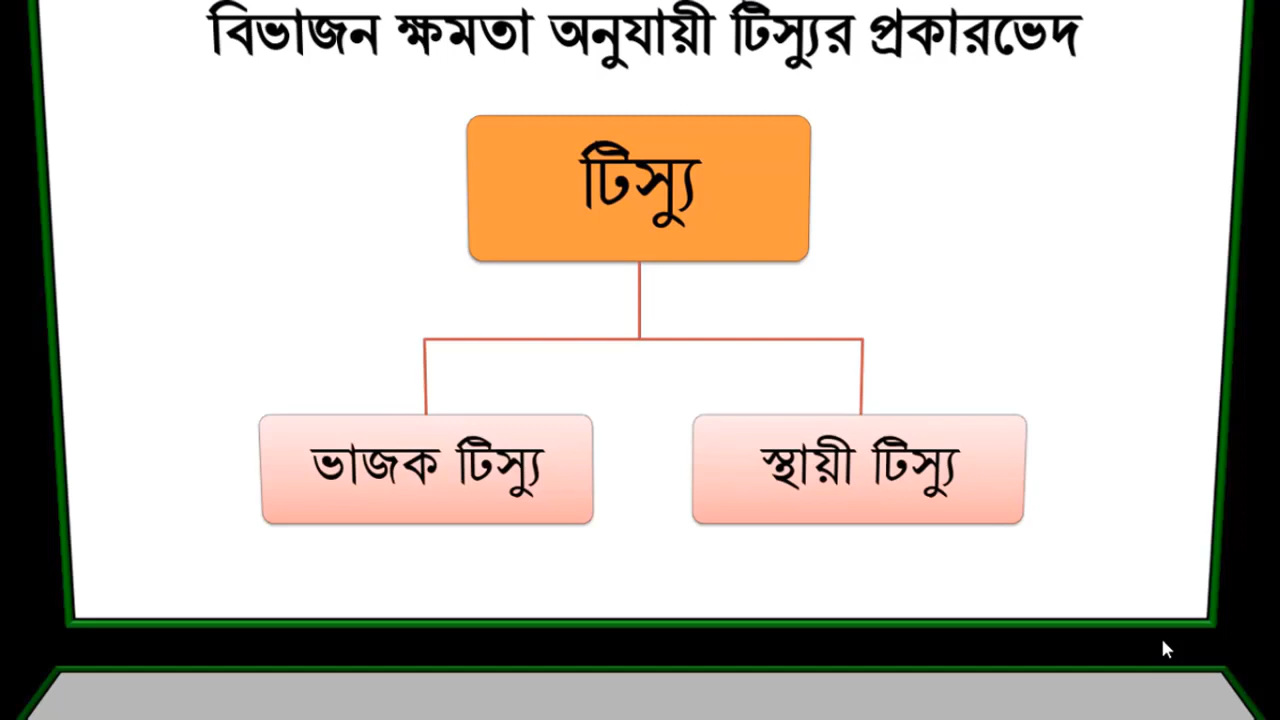 বিভাজন ক্ষমতা অনুযায়ী টিস্যুর প্রকারভেদ
টিস্যু
ভাজক টিস্যু
স্থায়ী টিস্যু